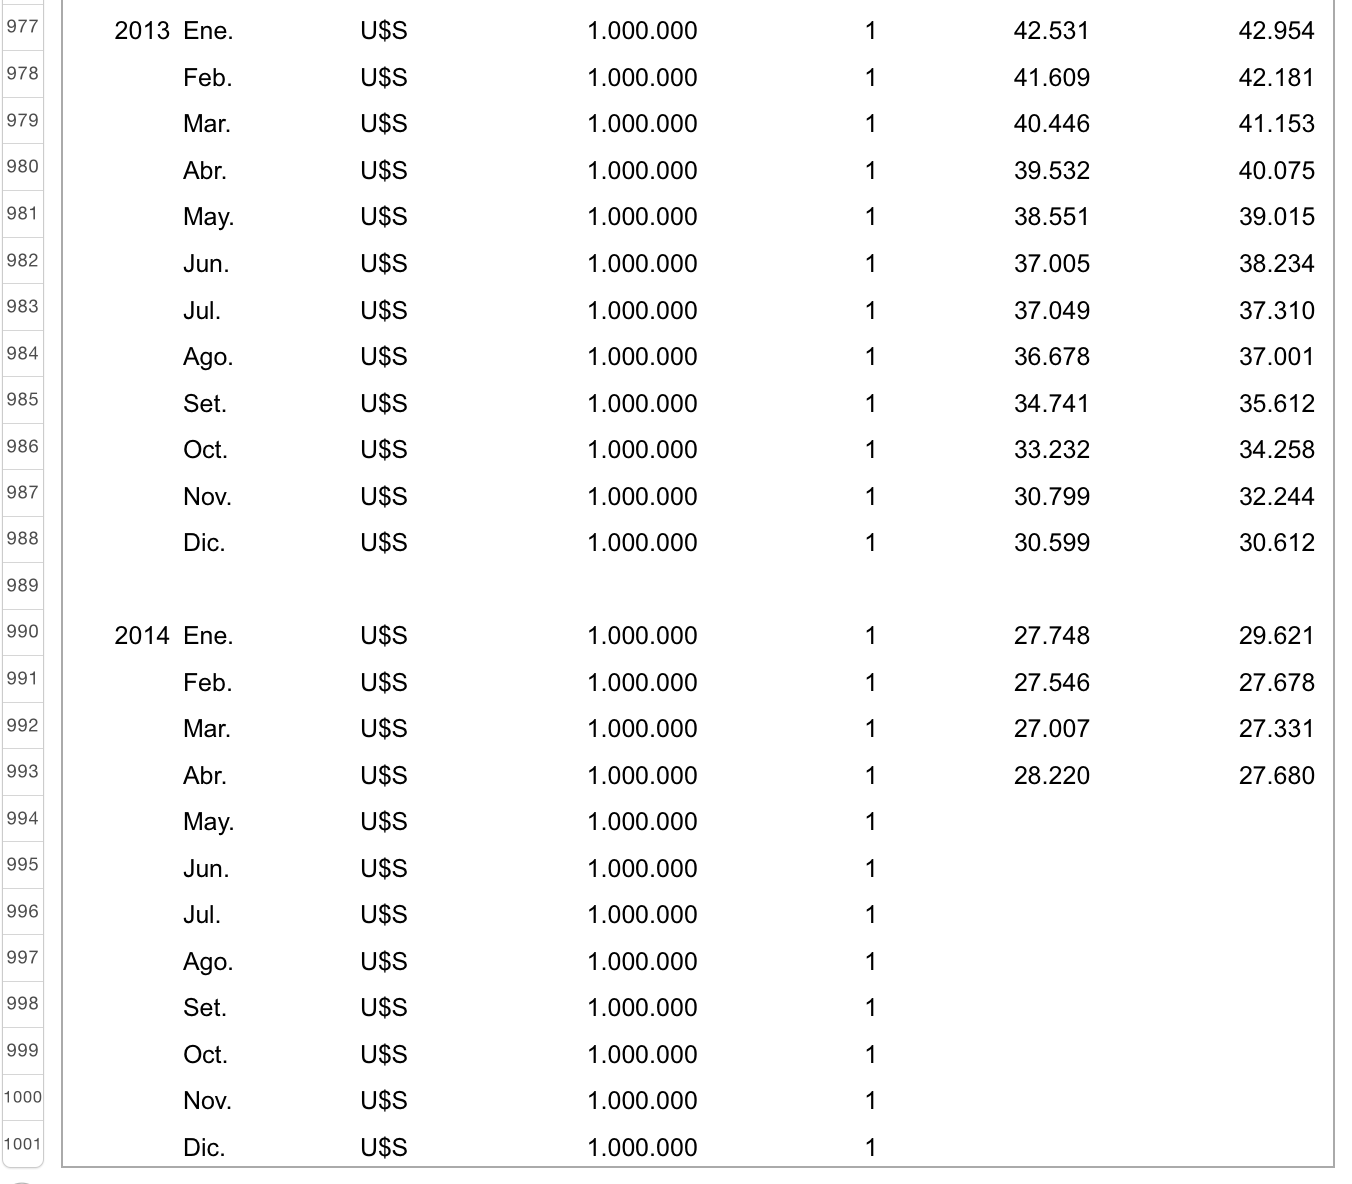 977 2013 Ene. U$S 1.000.000 1 42.531 42.954
978 Feb. U$S 1.000.000 1 41.609 42.181
979 Mar. U$S 1.000.000 1 40.446 41.153
980 Abr. U$S 1.000.000 1 39.532 40.075
981 May. U$S 1.000.000 1 38.551 39.015
982 Jun. U$S 1.000.000 1 37.005 38.234
983 Jul. U$S 1.000.000 1 37.049 37.310
984 Ago. U$S 1.000.000 1 36.678 37.001
985 Set. U$S 1.000.000 1 34.741 35.612
986 Oct. U$S 1.000.000 1 33.232 34.258
987 Nov. U$S 1.000.000 1 30.799 32.244
988 Dic. U$S 1.000.000 1 30.599 30.612
989
990 2014 Ene. U$S 1.000.000 1 27.748 29.621
991 Feb. U$S 1.000.000 1 27.546 27.678
992 Mar. U$S 1.000.000 1 27.007 27.331
993 Abr. U$S 1.000.000 1 28.220 27.680
994 May. U$S 1.000.000 1
995 Jun. U$S 1.000.000 1
996 Jul. U$S 1.000.000 1
997 Ago. U$S 1.000.000 1
998 Set. U$S 1.000.000 1
999 Oct. U$S 1.000.000 1
1000 Nov. U$S 1.000.000 1
1001 Dic. U$S 1.000.000 1